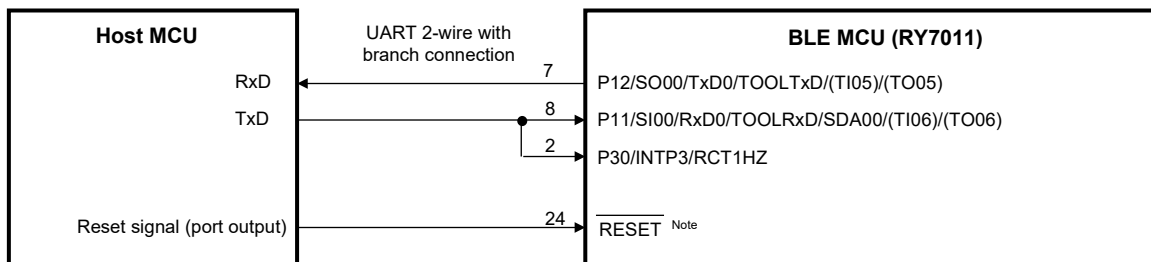 Host MCU
UART 2-wire with
branch connection
BLE MCU (RY7011)
RxD
7
P12/SO00/TxD0/TOOLTxD/(TI05)/(TO05)
TxD
8
P11/SI00/RxD0/TOOLRxD/SDA00/(TI06)/(TO06)
2
P30/INTP3/RCT1HZ
Reset signal (port output)
24
RESET Note